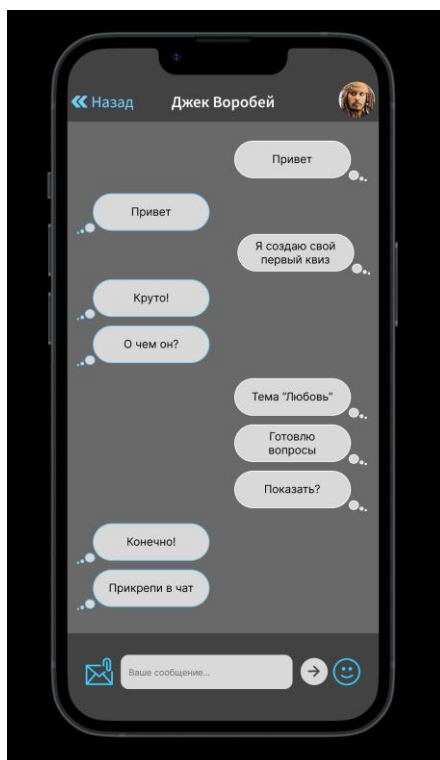 Назад
Джек Воробей
Привет
Привет
Я создаю свой
первый квиз
Круто!
О чем он?
Тема "Любовь"
Готовлю
вопросы
Показать?
Конечно!
Прикрепи в чат
Ваше сообщение...